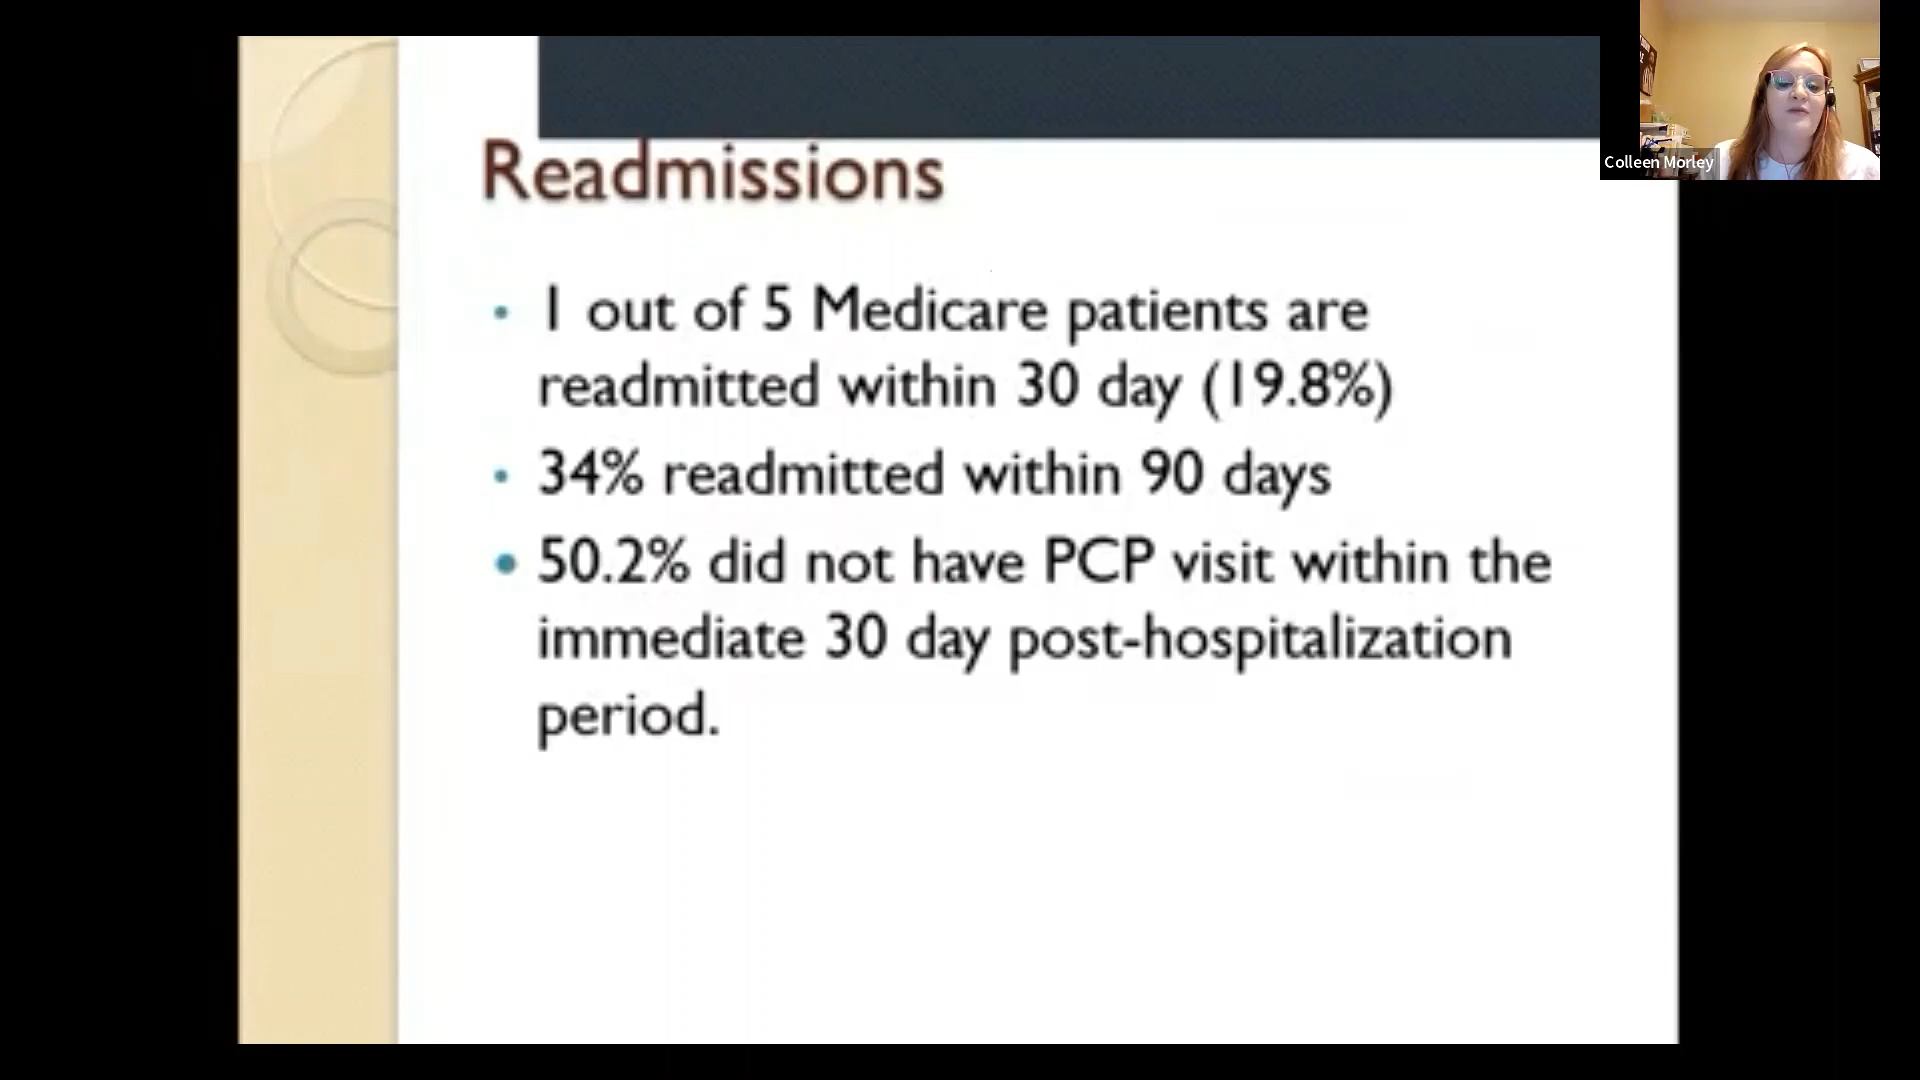 Colleen Morley
Readmissions
• 1 out of 5 Medicare patients are
readmitted within 30 day (19.8%)
• 34% readmitted within 90 days
• 50.2% did not have PCP visit within the
immediate 30 day post-hospitalization
period.